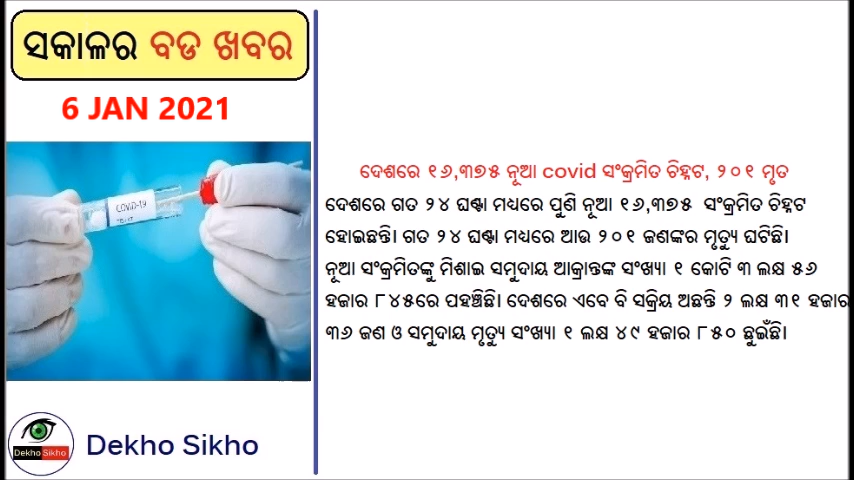 ସକାଳର ବଡ ଖବର
6 JAN 2021
COVID-19
Dekho Sikho
Dekho Sikho
ଦେଶରେ ୧୬,୩୭୫ ନୂଆ covid ସଂକ୍ରମିତ ଚିହ୍ନଟ, ୨୦୧ ମୃତ
ଦେଶରେ ଗତ ୨୪ ଘଣ୍ଟା ମଧ୍ୟରେ ପୁଣି ନୂଆ ୧୬,୩୭୫ ସଂକ୍ରମିତ ଚିହ୍ନଟ
ହୋଇଛନ୍ତି। ଗତ ୨୪ ଘଣ୍ଟା ମଧ୍ୟରେ ଆଉ ୨୦୧ ଜଣଙ୍କର ମୃତ୍ୟୁ ଘଟିଛି।
ନୂଆ ସଂକ୍ରମିତଙ୍କୁ ମିଶାଇ ସମୁଦାୟ ଆକ୍ରାନ୍ତଙ୍କ ସଂଖ୍ୟା ୧ କୋଟି ୩ ଲକ୍ଷ ୫୬
ହଜାର ୮୪୫ରେ ପହଞ୍ଚିଛି। ଦେଶରେ ଏବେ ବି ସକ୍ରିୟ ଅଛନ୍ତି ୨ ଲକ୍ଷ ୩୧ ହଜାର
୩୬ ଜଣ ଓ ସମୁଦାୟ ମୃତ୍ୟୁ ସଂଖ୍ୟା ୧ ଲକ୍ଷ ୪୯ ହଜାର ୮୫୦ ଛୁଇଁଛି।